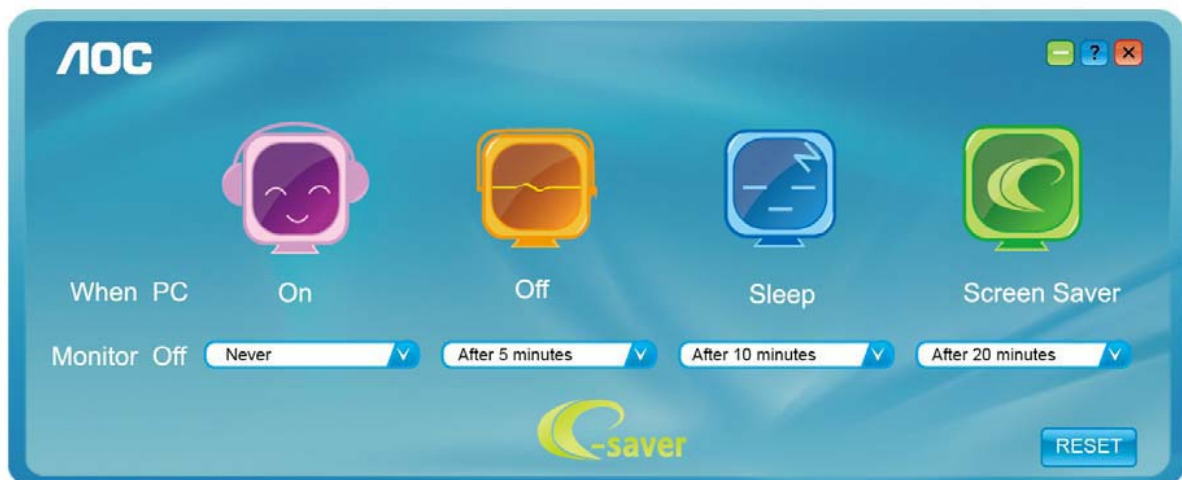 AOC
?
When PC On Off Sleep Screen Saver
Monitor Off Never After 5 minutes After 10 minutes After 20 minutes
e-saver
RESET